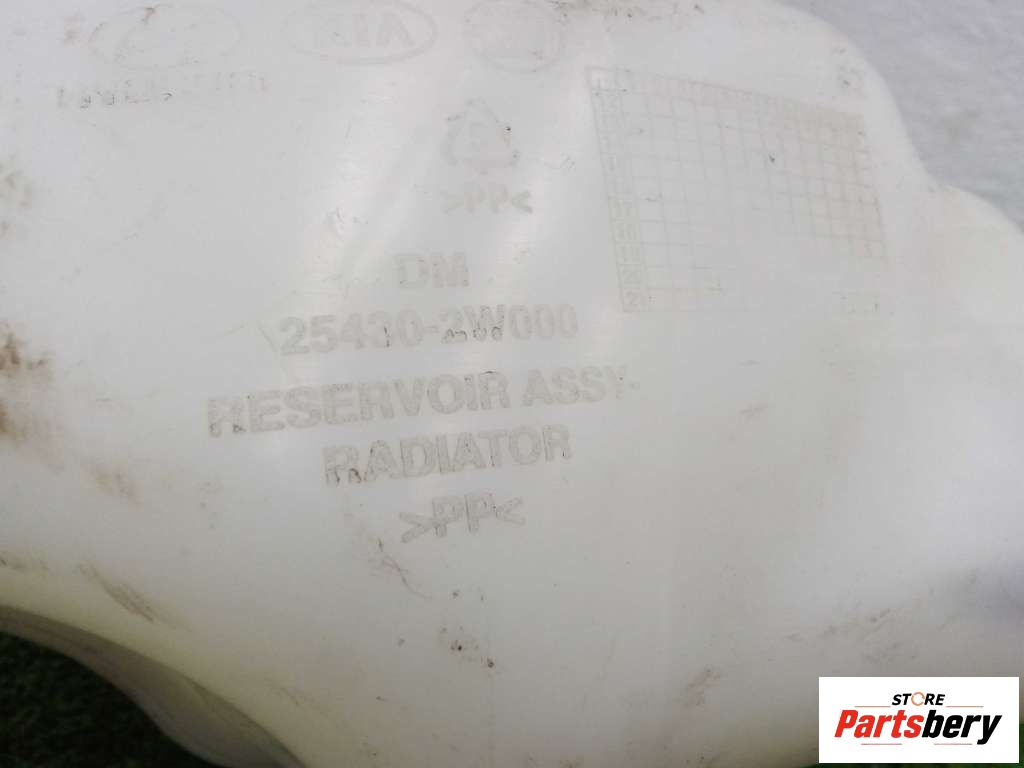 KIA
>PP<
DM
25430-2W000
RESERVOIR ASSY-
RADIATOR
>PP<
STORE
Partsbery